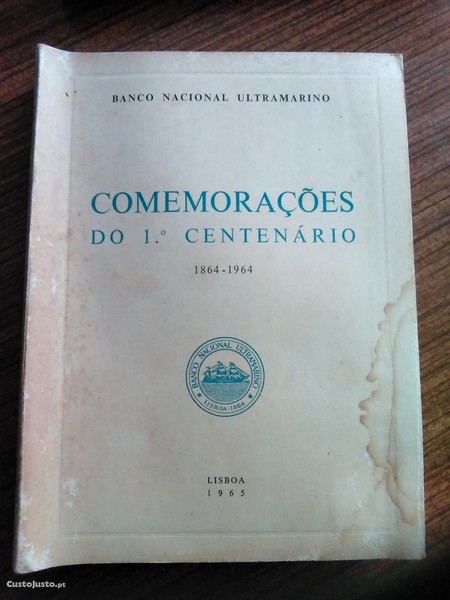 BANCO NACIONAL ULTRAMARINO
COMEMORAÇÕES
DO 1.º CENTENÁRIO
1864-1964
BANCO NACIONAL ULTRAMARINO
LISBOA-1864
LISBOA
1965
CustoJusto.pt